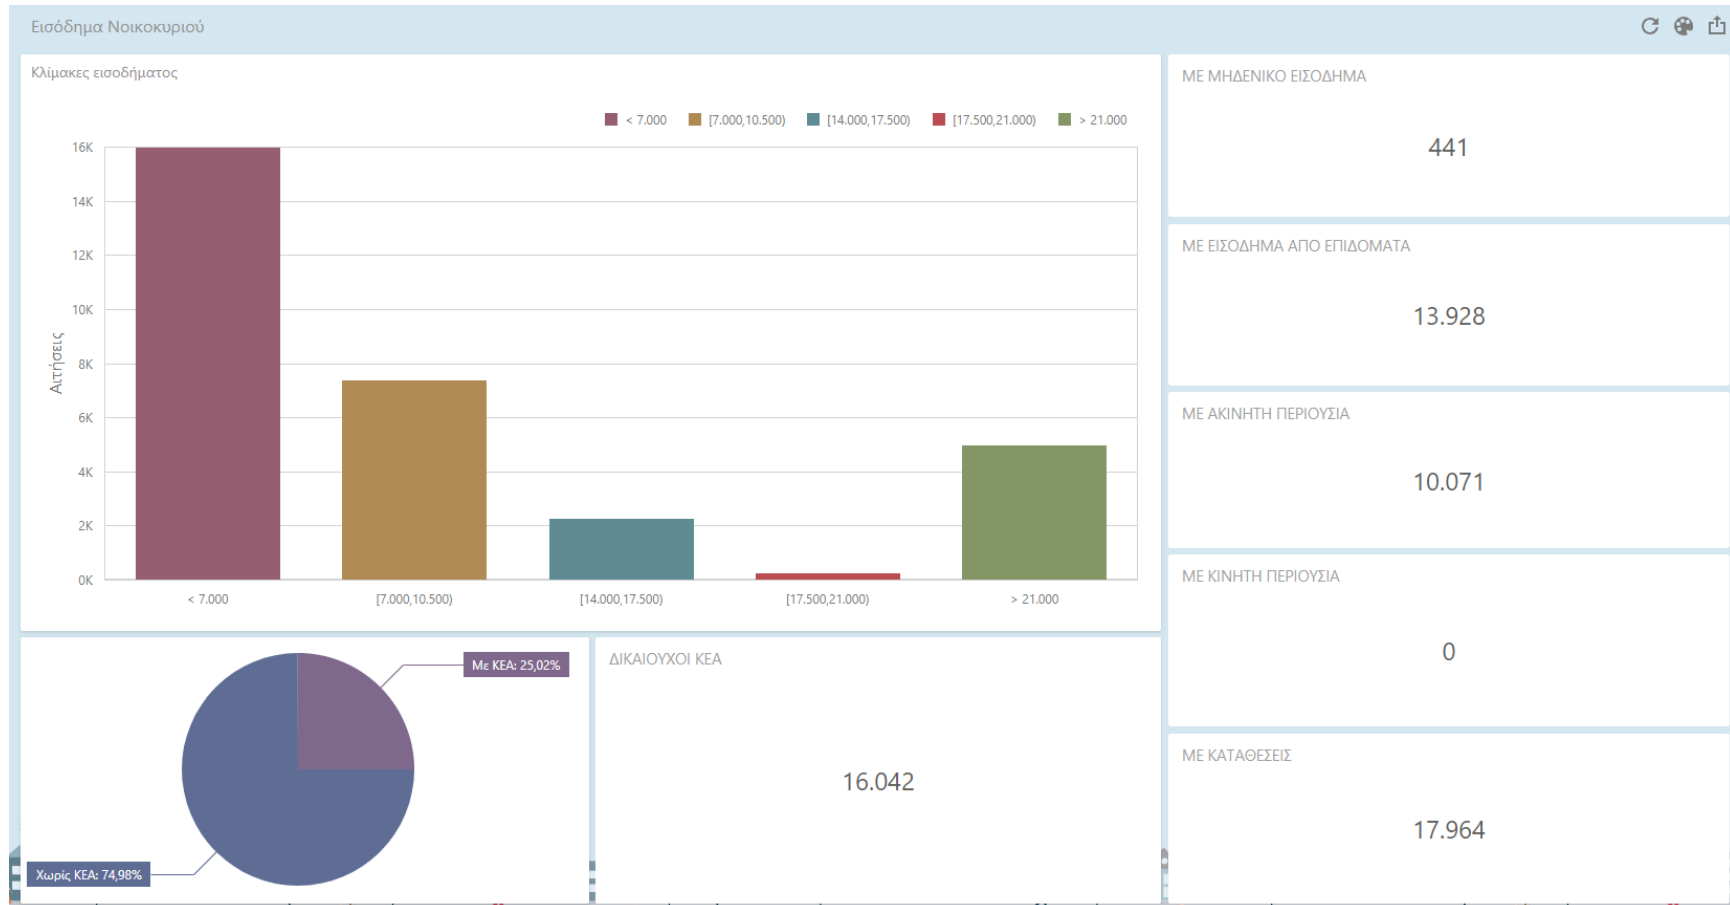 Εισόδημα Νοικοκυριού
Κλίμακες εισοδήματος
< 7.000 [7.000,10.500) [14.000,17.500) [17.500,21.000) > 21.000
16K
14K
12K
10K
8K
6K
4K
2K
0K
Αιτήσεις
< 7.000 [7.000,10.500) [14.000,17.500) [17.500,21.000) > 21.000
ΜΕ ΜΗΔΕΝΙΚΟ ΕΙΣΟΔΗΜΑ
441
ΜΕ ΕΙΣΟΔΗΜΑ ΑΠΟ ΕΠΙΔΟΜΑΤΑ
13.928
ΜΕ ΑΚΙΝΗΤΗ ΠΕΡΙΟΥΣΙΑ
10.071
ΜΕ ΚΙΝΗΤΗ ΠΕΡΙΟΥΣΙΑ
0
ΜΕ ΚΑΤΑΘΕΣΕΙΣ
17.964
Με ΚΕΑ: 25,02%
Χωρίς ΚΕΑ: 74,98%
ΔΙΚΑΙΟΥΧΟΙ ΚΕΑ
16.042